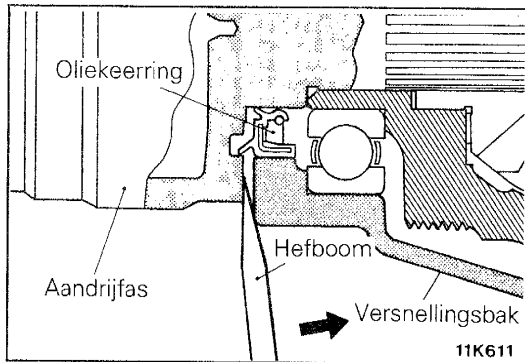 Oliekeerring
Hefboom
Aandrijfas
Versnellingsbak
11K611